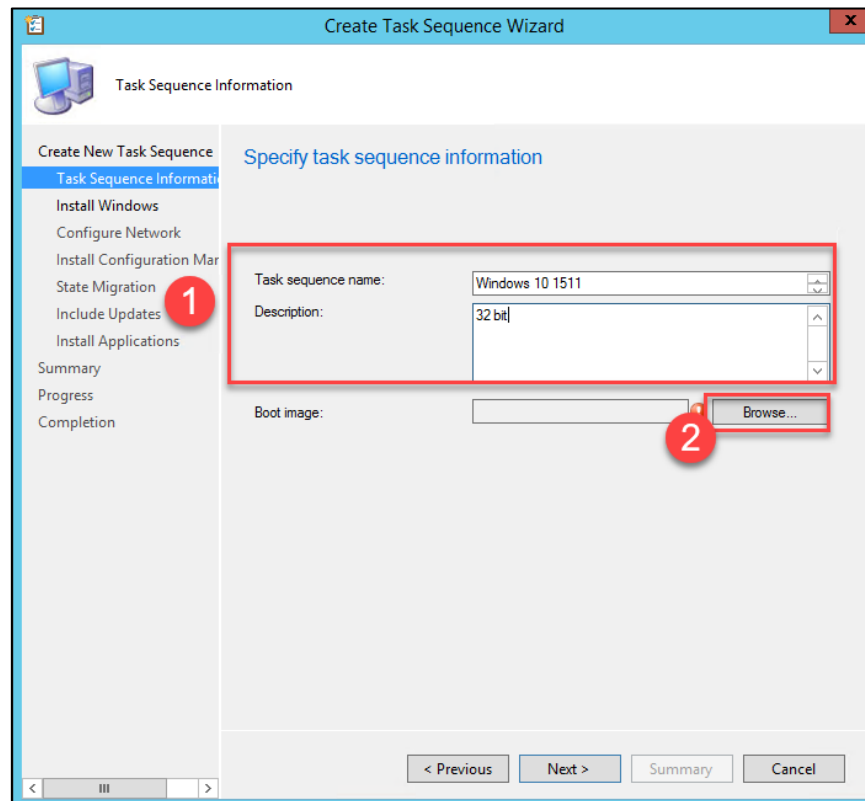 Create Task Sequence Wizard
x
Task Sequence Information
Create New Task Sequence
Task Sequence Informati
Install Windows
Configure Network
Install Configuration Mar
State Migration
Include Updates
Install Applications
Summary
Progress
Completion
1
Specify task sequence information
Task sequence name:
Windows 10 1511
Description:
32 bit
Boot image:
Browse...
2
< Previous
Next >
Summary
Cancel